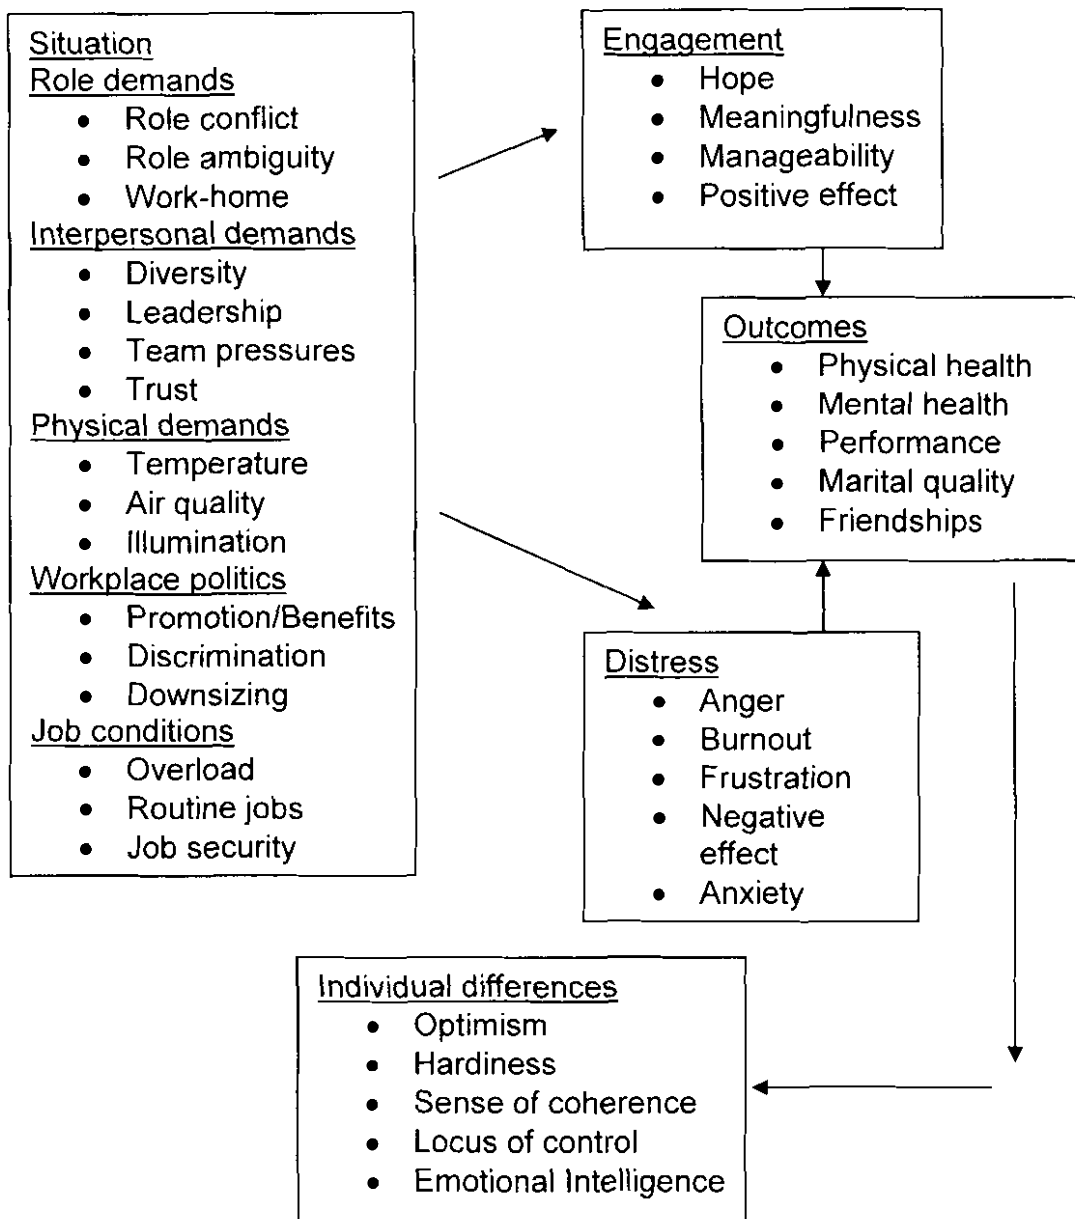 Situation
Role demands
• Role conflict
• Role ambiguity
• Work-home
Interpersonal demands
• Diversity
• Leadership
• Team pressures
• Trust
Physical demands
• Temperature
• Air quality
• Illumination
Workplace politics
• Promotion/Benefits
• Discrimination
• Downsizing
Job conditions
• Overload
• Routine jobs
• Job security
Engagement
• Hope
• Meaningfulness
• Manageability
• Positive effect
Outcomes
• Physical health
• Mental health
• Performance
• Marital quality
• Friendships
Distress
• Anger
• Burnout
• Frustration
• Negative
effect
• Anxiety
Individual differences
• Optimism
• Hardiness
• Sense of coherence
• Locus of control
• Emotional Intelligence